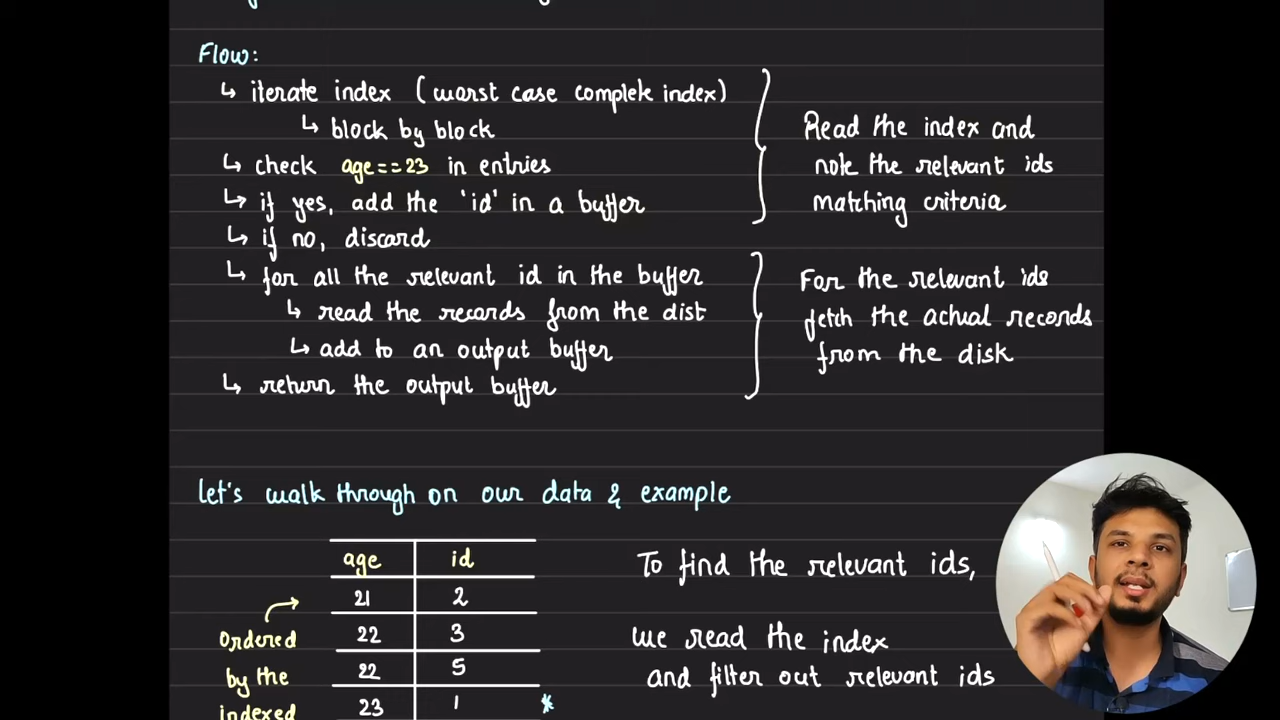 Flow:
↳ iterate index (worst case complek index)
↳ block by block
↳ check age==23 in entries
↳ if yes, add the 'id' in a buffer
↳ if no, discard
↳ for all the relevant id in the buffer
↳ read the records from the dist
↳ add to an output buffer
↳ return the output buffer
Read the index and
note the relevant ids
matching criteria
For the relevant ids
fetch the actual records
from the disk
let's walk through on our data & example
age id
21 2
22 3
22 5
23 1 *
Ordered
by the
indexed
To find the relevant ids,
we read the index
and filter out relevant ids